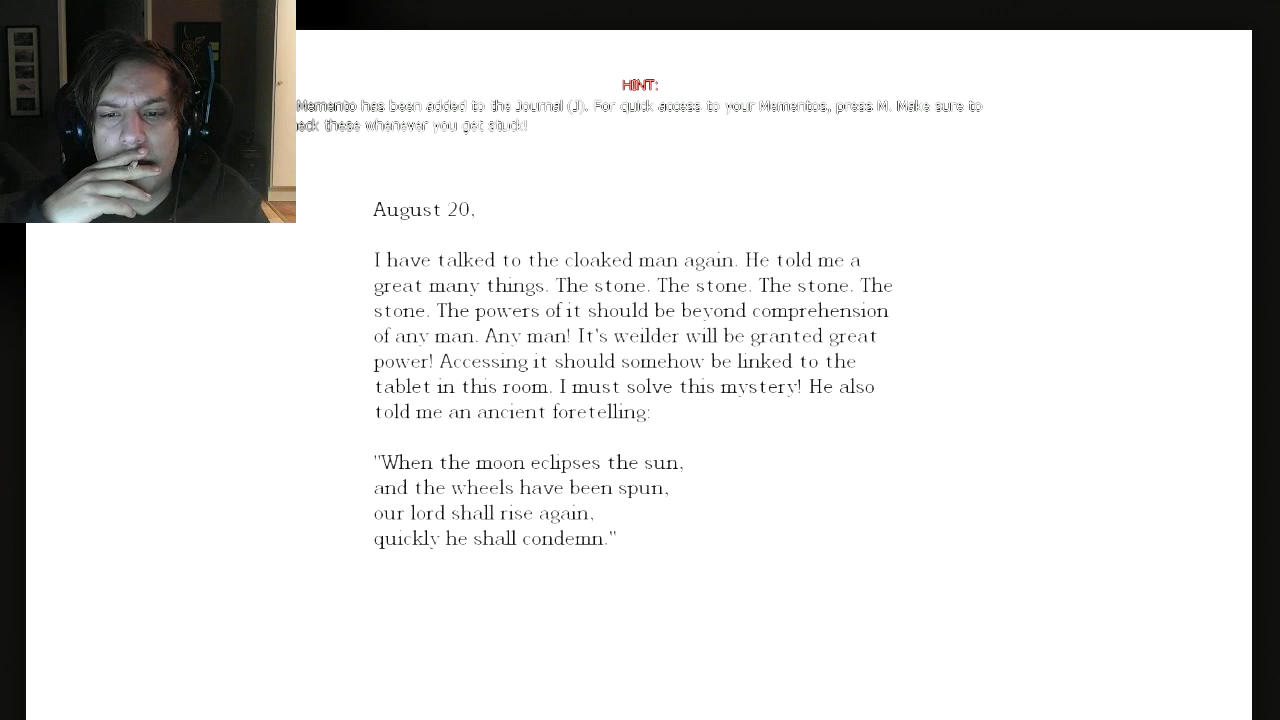 HINT:
Memento has been added to the Journal (J). For quick access to your Mementos, press M. Make sure to
these whenever you get stuck!
August 20,
I have talked to the cloaked man again. He told me a
great many things. The stone. The stone. The stone. The
stone. The powers of it should be beyond comprehension
of any man. Any man! It's weilder will be granted great
power! Accessing it should somehow be linked to the
tablet in this room. I must solve this mystery! He also
told me an ancient foretelling:
"When the moon eclipses the sun,
and the wheels have been spun,
our lord shall rise again,
quickly he shall condemn."